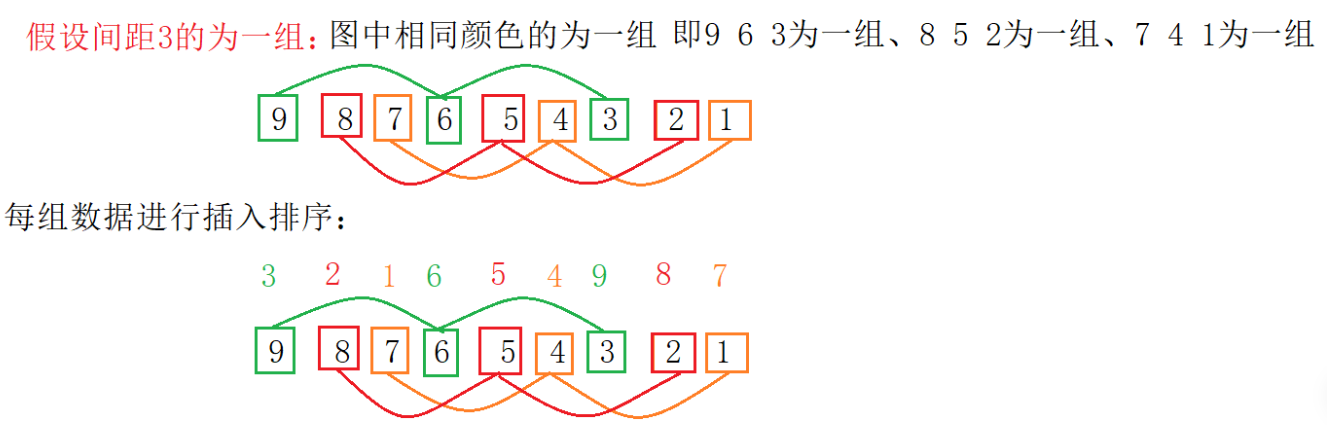 假设间距3的为一组：图中相同颜色的为一组 即9 6 3为一组、8 5 2为一组、7 4 1为一组
9 8 7 6 5 4 3 2 1
每组数据进行插入排序：
3 2 1 6 5 4 9 8 7
9 8 7 6 5 4 3 2 1